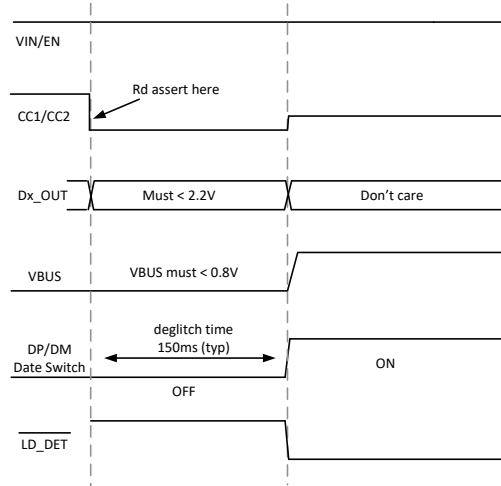 VIN/EN
Rd assert here
CC1/CC2
Dx_OUT
Must < 2.2V
Don't care
VBUS
VBUS must < 0.8V
deglitch time
150ms (typ)
DP/DM
Date Switch
ON
OFF
LD_DET